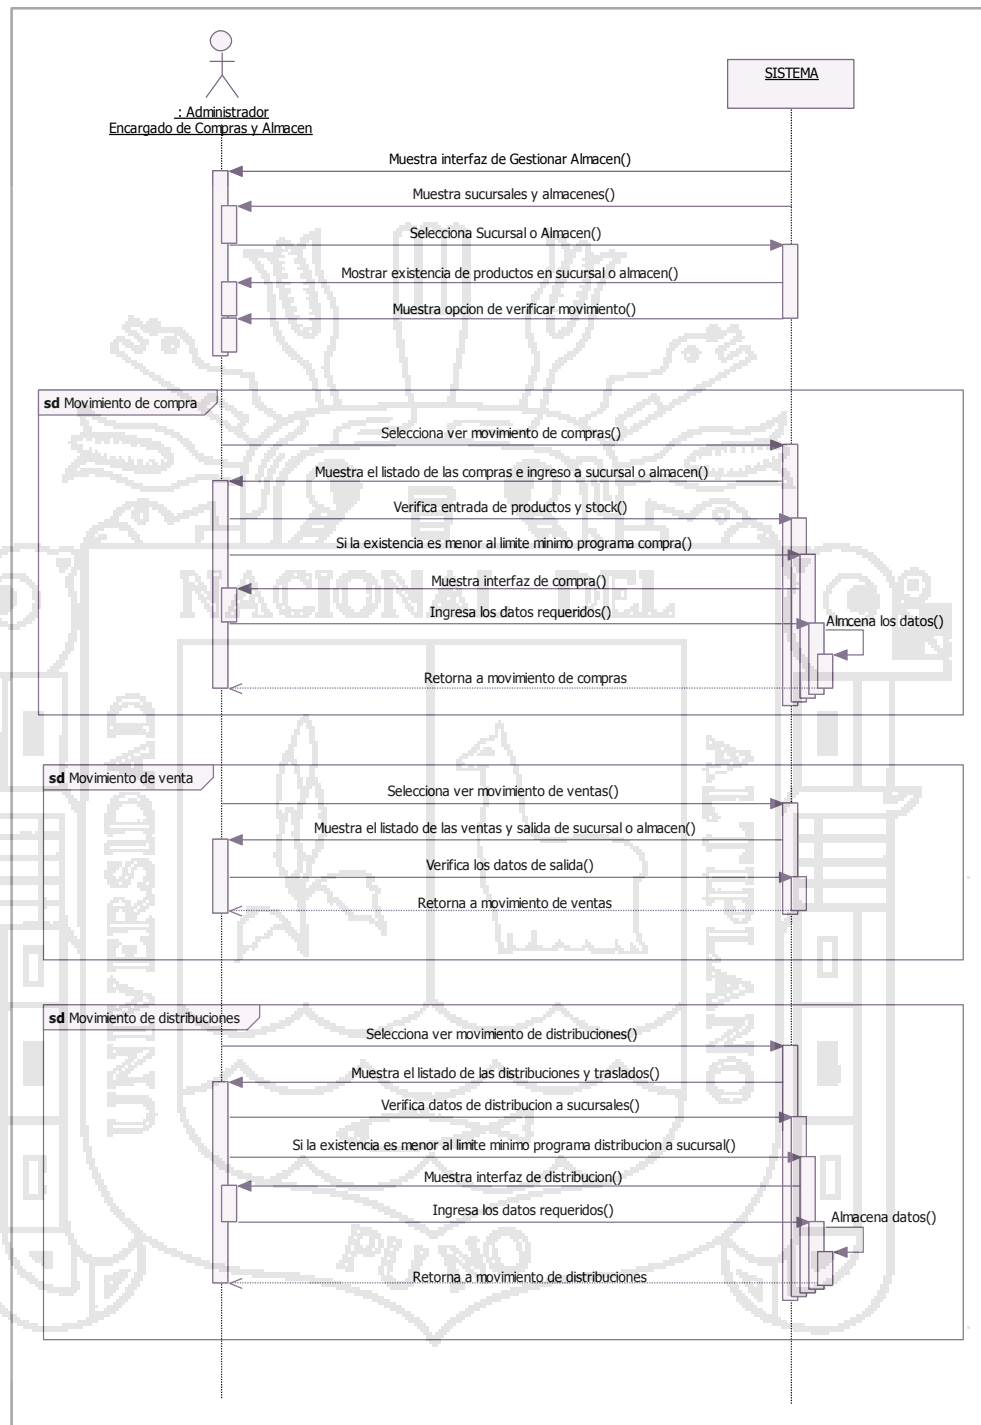 SISTEMA
: Administrador
Encargado de Compras y Almacen
Muestra interfaz de Gestionar Almacen()
Muestra sucursales y almacenes()
Selecciona Sucursal o Almacen()
Mostrar existencia de productos en sucursal o almacen()
Muestra opcion de verificar movimiento()
sd Movimiento de compra
Selecciona ver movimiento de compras()
Muestra el listado de las compras e ingreso a sucursal o almacen()
Verifica entrada de productos y stock()
Si la existencia es menor al limite minimo programa compra()
Muestra interfaz de compra()
Ingresa los datos requeridos()
Almcena los datos()
Retorna a movimiento de compras
sd Movimiento de venta
Selecciona ver movimiento de ventas()
Muestra el listado de las ventas y salida de sucursal o almacen()
Verifica los datos de salida()
Retorna a movimiento de ventas
sd Movimiento de distribuciones
Selecciona ver movimiento de distribuciones()
Muestra el listado de las distribuciones y traslados()
Verifica datos de distribucion a sucursales()
Si la existencia es menor al limite minimo programa distribucion a sucursal()
Muestra interfaz de distribucion()
Ingresa los datos requeridos()
Almacena datos()
Retorna a movimiento de distribuciones
UNIVERSIDAD
NACIONAL DEL
ALTIPLANO
PUNO